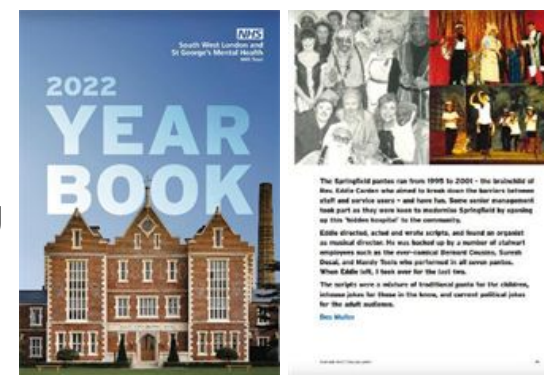 NHS
South West London and
St George's Mental Health
NHS Trust
2022
YEAR
BOOK
The Springfield pantos ran from 1995 to 2001 – the brainchild of
Rev. Eddie Carden who aimed to break down the barriers between
staff and service users – and have fun. Some senior management
took part as they were keen to modernise Springfield by opening
up this 'hidden hospital' to the community.
Eddie directed, acted and wrote scripts, and found an organist
as musical director. He was backed up by a number of stalwart
employees such as the ever-comical Bernard Cousins, Suresh
Desai, and Mandy Tonis who performed in all seven pantos.
When Eddie left, I took over for the last two.
The scripts were a mixture of traditional panto for the children,
inhouse jokes for those in the know, and current political jokes
for the adult audience.